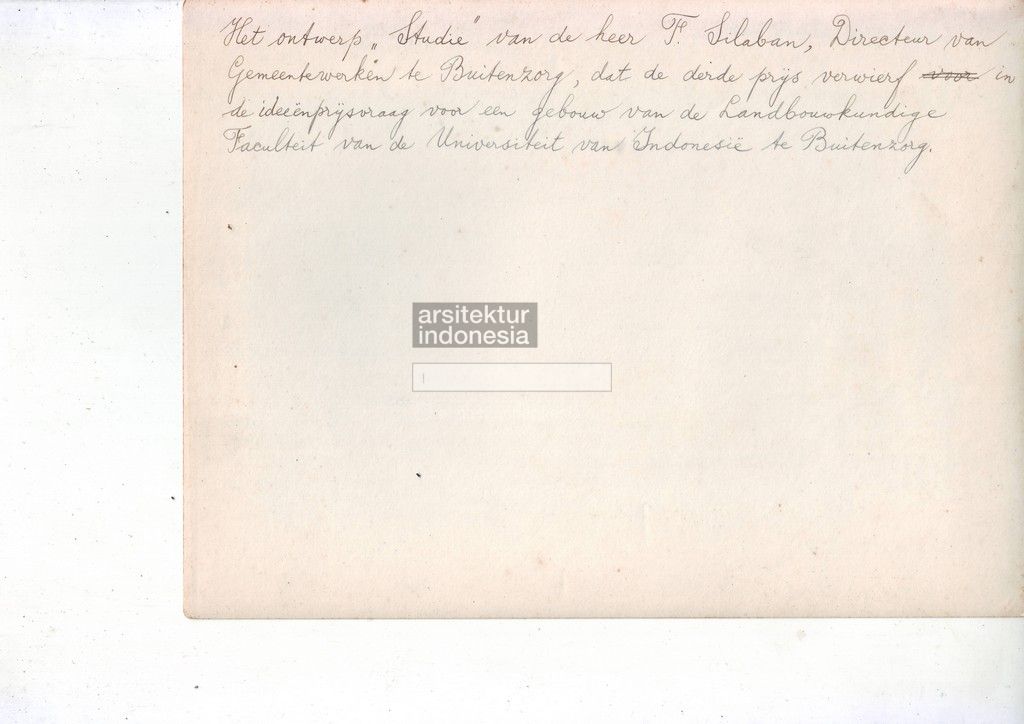 Het ontwerp „Studie" van de heer F. Silaban, Directeur van
Gemeentewerken te Buitenzorg, dat de derde prijs verwierf voor in
de ideeënprijsvraag voor een gebouw van de Landbouwkundige
Faculteit van de Universiteit van Indonesië te Buitenzorg.
arsitektur
indonesia